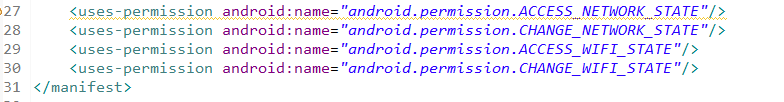 27 <uses-permission android:name="android.permission.ACCESS_NETWORK_STATE"/>
28 <uses-permission android:name="android.permission.CHANGE_NETWORK_STATE"/>
29 <uses-permission android:name="android.permission.ACCESS_WIFI_STATE"/>
30 <uses-permission android:name="android.permission.CHANGE_WIFI_STATE"/>
31 </manifest>